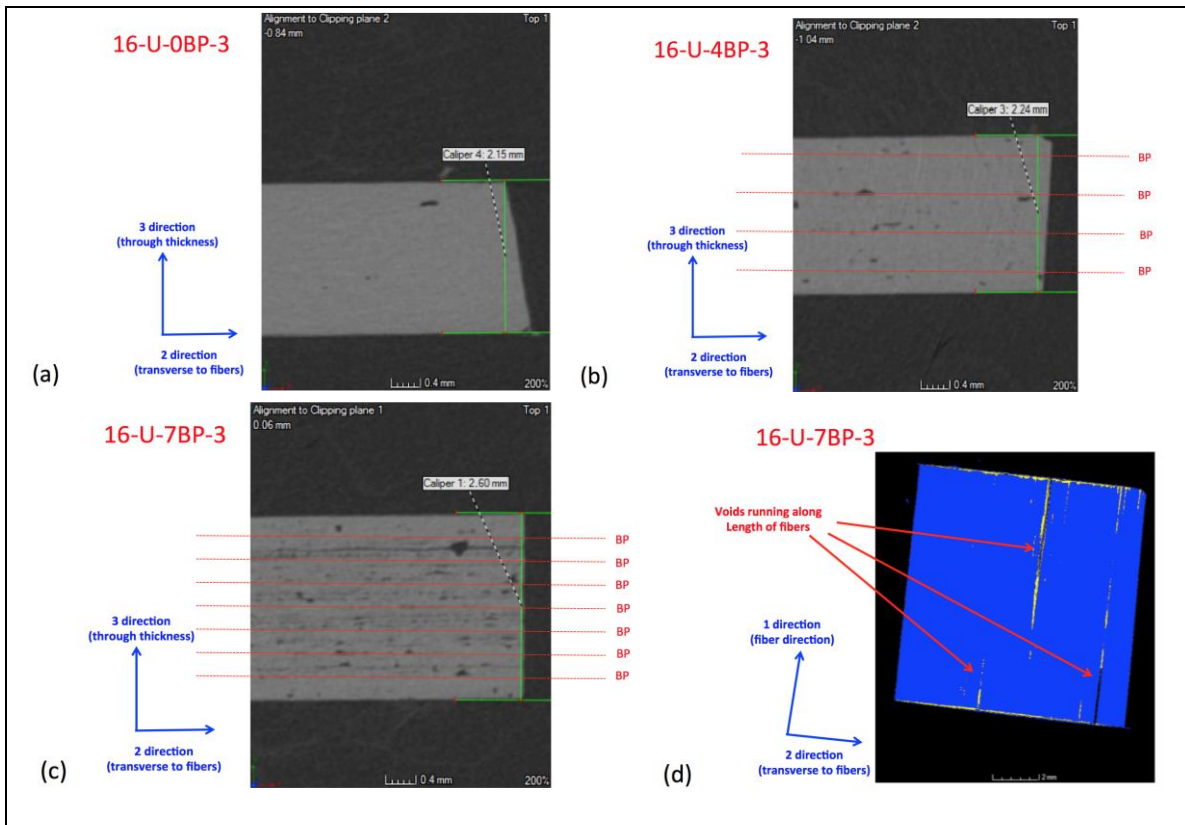 16-U-0BP-3
Alignment to Clipping plane 2
Top 1
-0.84 mm
Caliper 4: 2.15 mm
3 direction
(through thickness)
2 direction
(transverse to fibers)
0.4 mm
200%
(a)
16-U-4BP-3
Alignment to Clipping plane 2
Top 1
-1.04 mm
Caliper 3: 2.24 mm
BP
BP
BP
BP
3 direction
(through thickness)
2 direction
(transverse to fibers)
0.4 mm
200%
(b)
16-U-7BP-3
Alignment to Clipping plane 1
Top 1
0.06 mm
Caliper 1: 2.60 mm
BP
BP
BP
BP
BP
BP
BP
3 direction
(through thickness)
2 direction
(transverse to fibers)
0.4 mm
200%
(c)
16-U-7BP-3
Voids running along
Length of fibers
1 direction
(fiber direction)
2 direction
(transverse to fibers)
2 mm
(d)